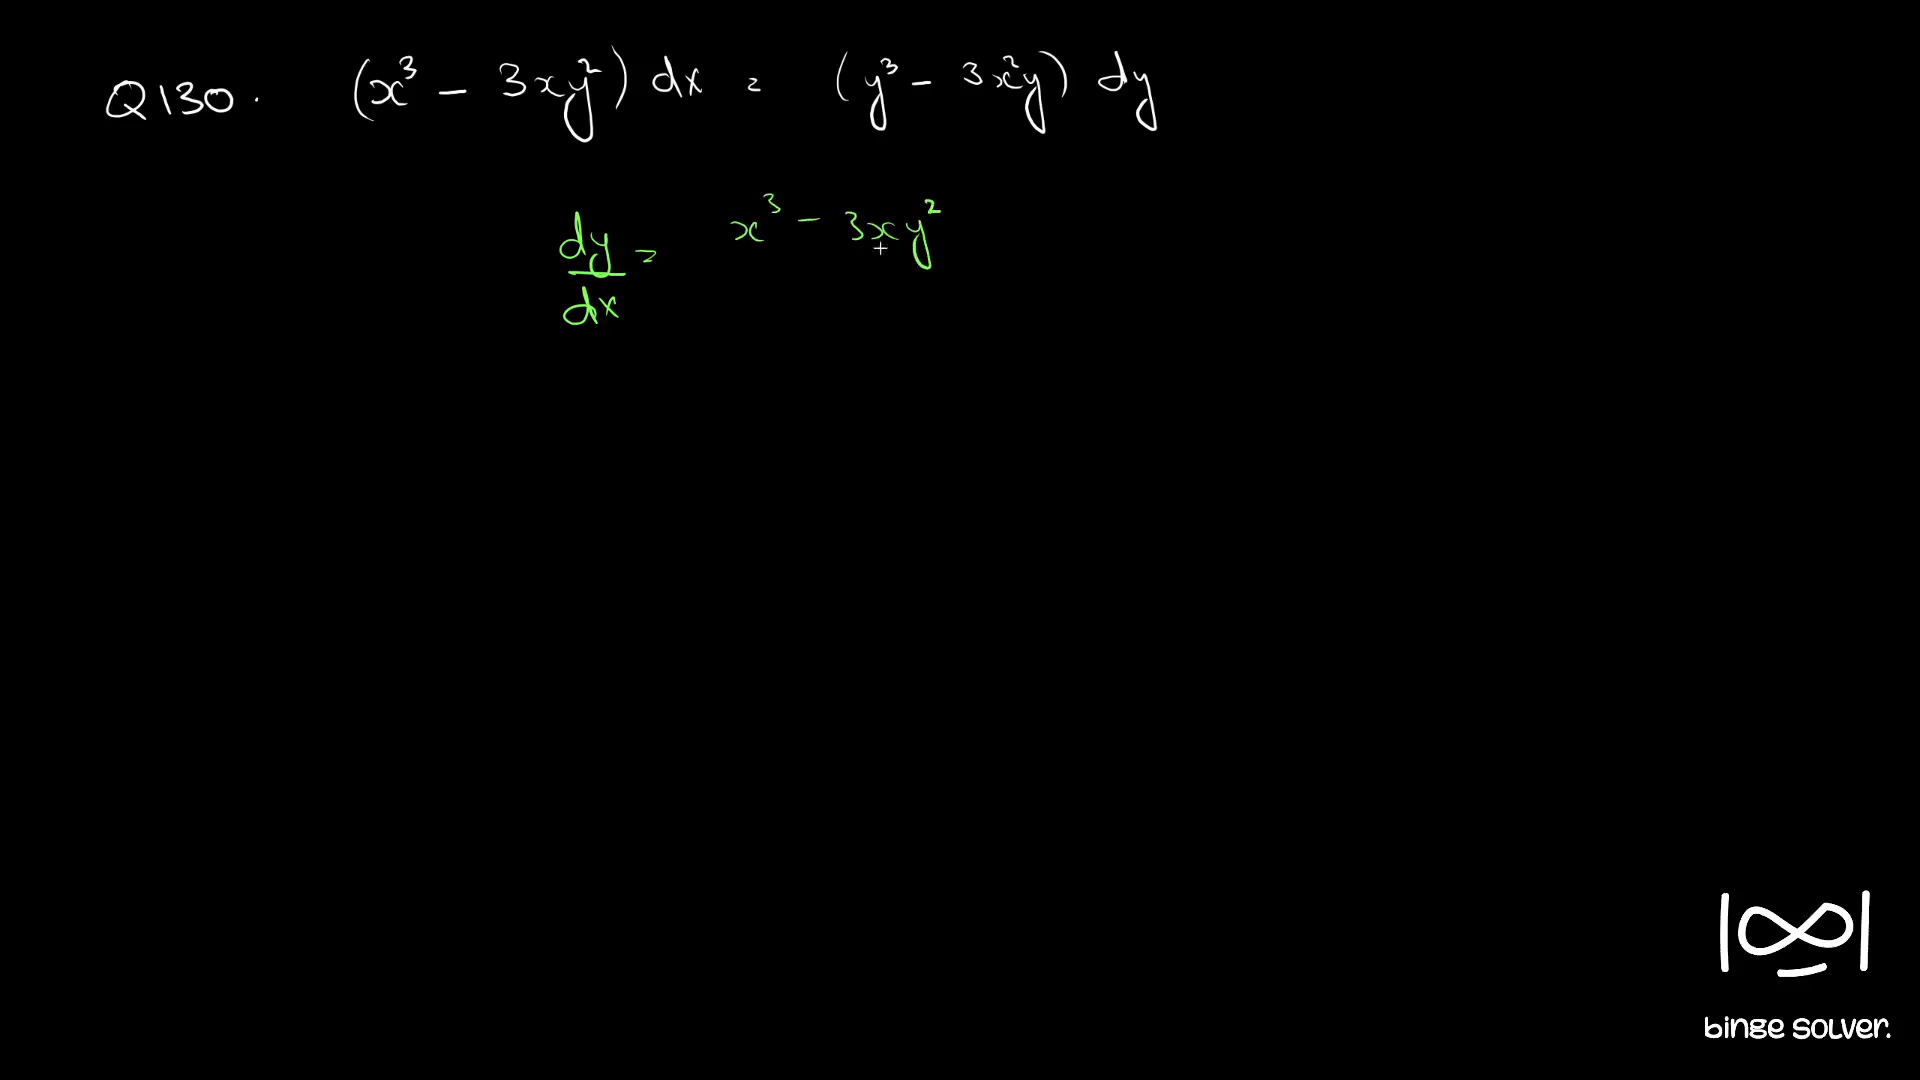 Q130. (x³ - 3xy²) dx = (y³ - 3x²y) dy
dy/dx = x³ - 3xy²
binge solver.